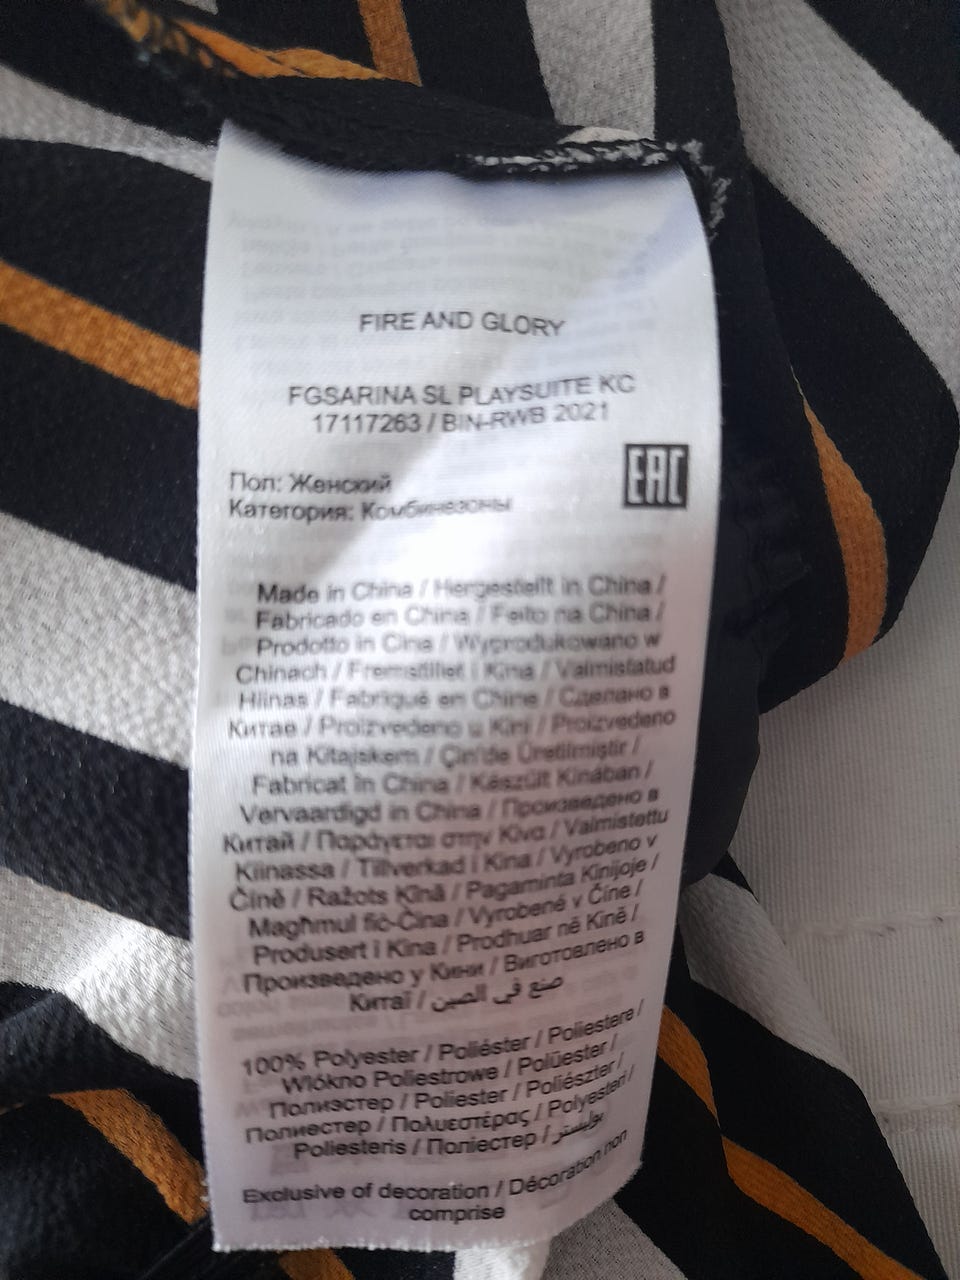 FIRE AND GLORY
FGSARINA SL PLAYSUITE KC
17117263 / BIN-RWB 2021
EAC
Пол: Женский
Категория: Комбинезоны
Made in China / Hergestellt in China /
Fabricado en China / Feito na China /
Prodotto in Cina / Wyprodukowano w
Chinach / Fremstillet i Kina / Valmistatud
Hiinas / Fabriqué en Chine / Сделано в
Китае / Proizvedeno u Kini / Proizvedeno
na Kitajskem / Çin'de Üretilmiştir /
Fabricat în China / Készült Kínában /
Vervaardigd in China / Произведено в
Китай / Παράγεται στην Κίνα / Valmistettu
Kiinassa / Tillverkad i Kina / Vyrobeno v
Číně / Ražots Ķīnā / Pagaminta Kinijoje /
Magħmul fiċ-Ċina / Vyrobené v Číne /
Produsert i Kina / Prodhuar në Kinë /
Произведено у Кини / Виготовлено в
Китаї / صنع في الصين
100% Polyester / Poliéster / Poliestere /
Wlókno Poliestrowe / Polüester /
Полиэстер / Poliester / Poliészter /
Полиестер / Πολυεστέρας / Polyesteri /
Poliesteris / Поліестер / بوليستر
Exclusive of decoration / Décoration non
comprise